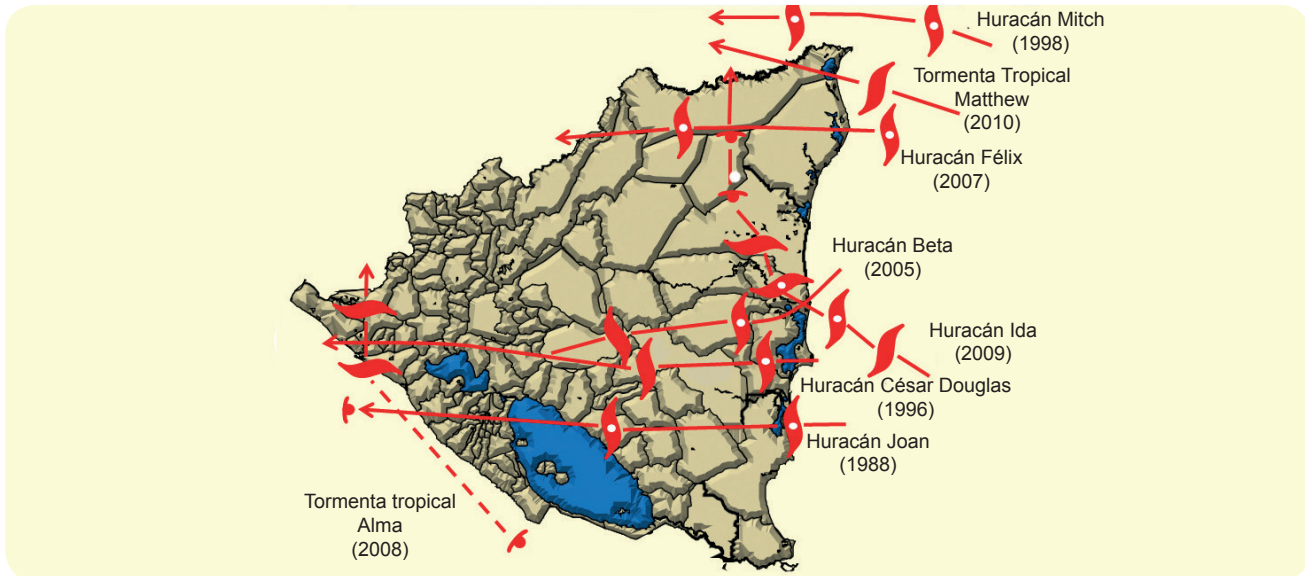 Huracán Mitch
(1998)
Tormenta Tropical
Matthew
(2010)
Huracán Félix
(2007)
Huracán Beta
(2005)
Huracán Ida
(2009)
Huracán César Douglas
(1996)
Huracán Joan
(1988)
Tormenta tropical
Alma
(2008)